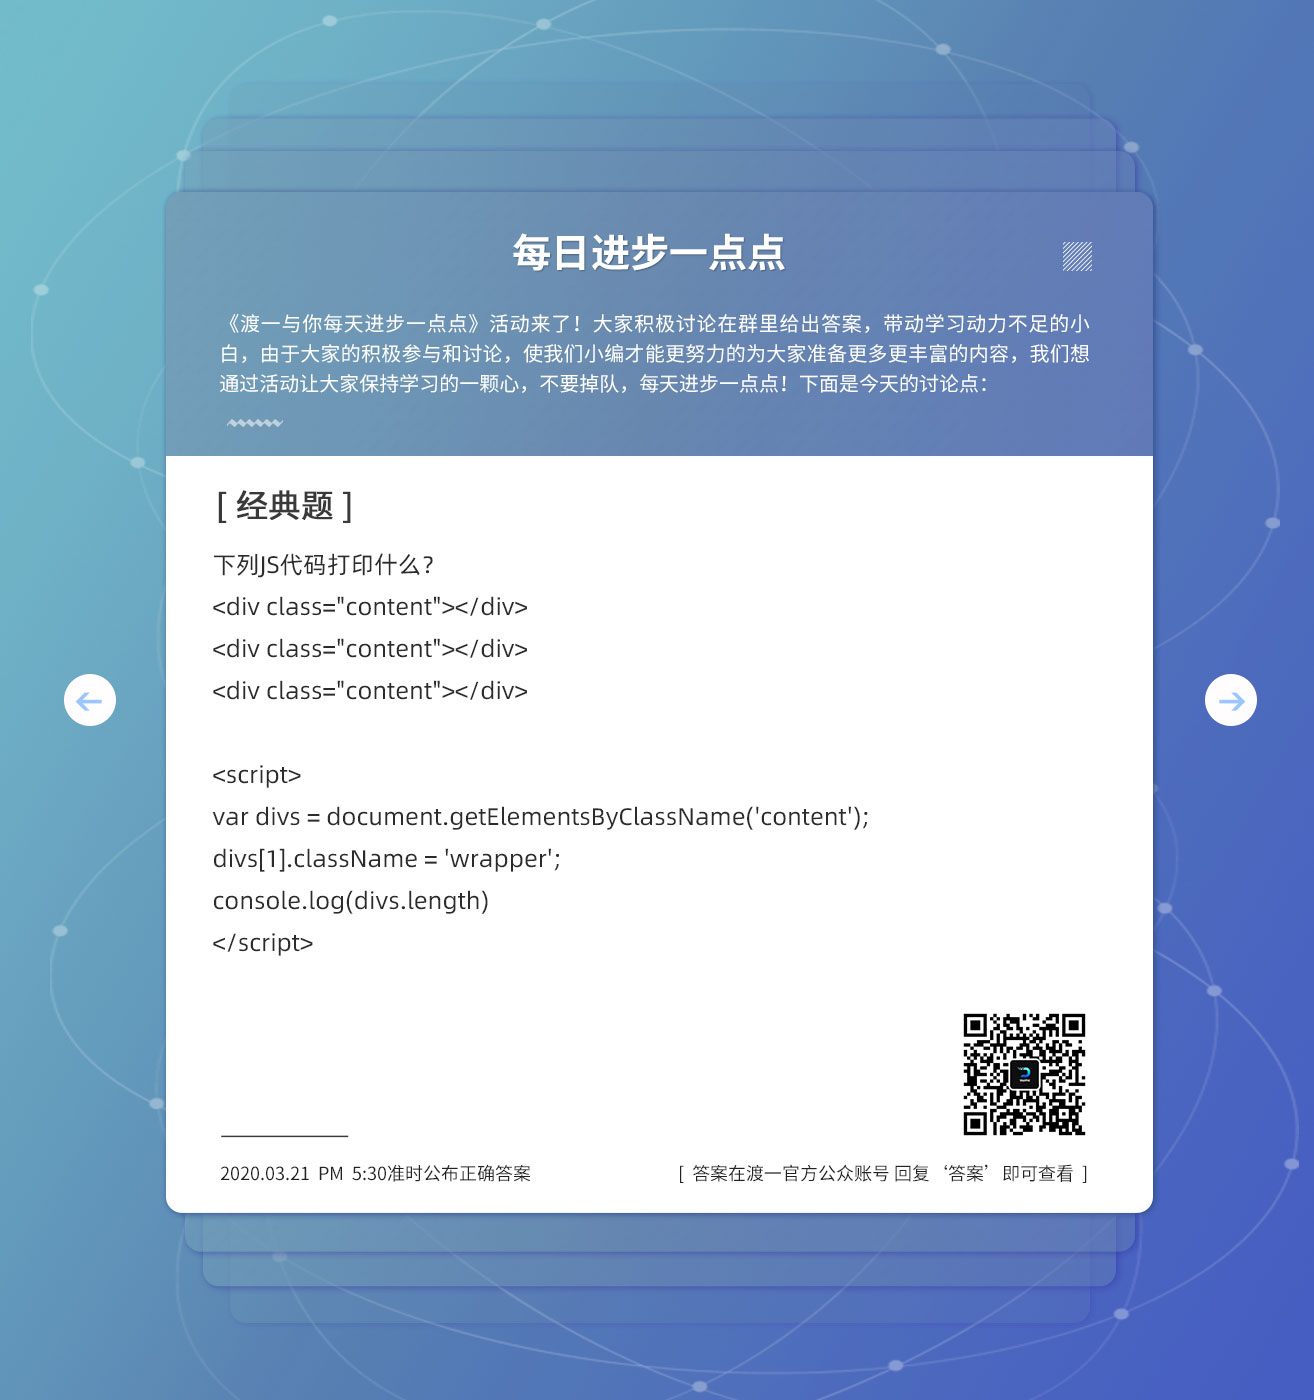 每日进步一点点
《渡一与你每天进步一点点》活动来了！大家积极讨论在群里给出答案，带动学习动力不足的小
白，由于大家的积极参与和讨论，使我们小编才能更努力的为大家准备更多更丰富的内容，我们想
通过活动让大家保持学习的一颗心，不要掉队，每天进步一点点！下面是今天的讨论点：
[ 经典题 ]
下列JS代码打印什么？
<div class="content"></div>
<div class="content"></div>
<div class="content"></div>
<script>
var divs = document.getElementsByClassName('content');
divs[1].className = 'wrapper';
console.log(divs.length)
</script>
2020.03.21 PM 5:30准时公布正确答案
[ 答案在渡一官方公众账号 回复 ‘答案’ 即可查看 ]